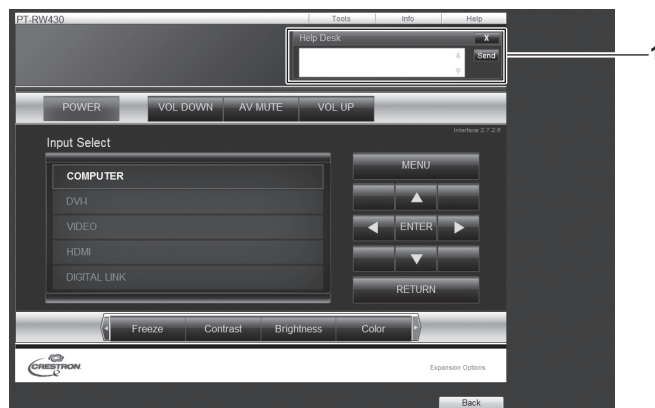 PT-RW430
Tools Info Help
Help Desk X
Send
1
POWER VOL DOWN AV MUTE VOL UP
Interface 2.7.2.6
Input Select
COMPUTER
DVI-I
VIDEO
HDMI
DIGITAL LINK
MENU
ENTER
RETURN
Freeze Contrast Brightness Color
CRESTRON.
Expansion Options
Back